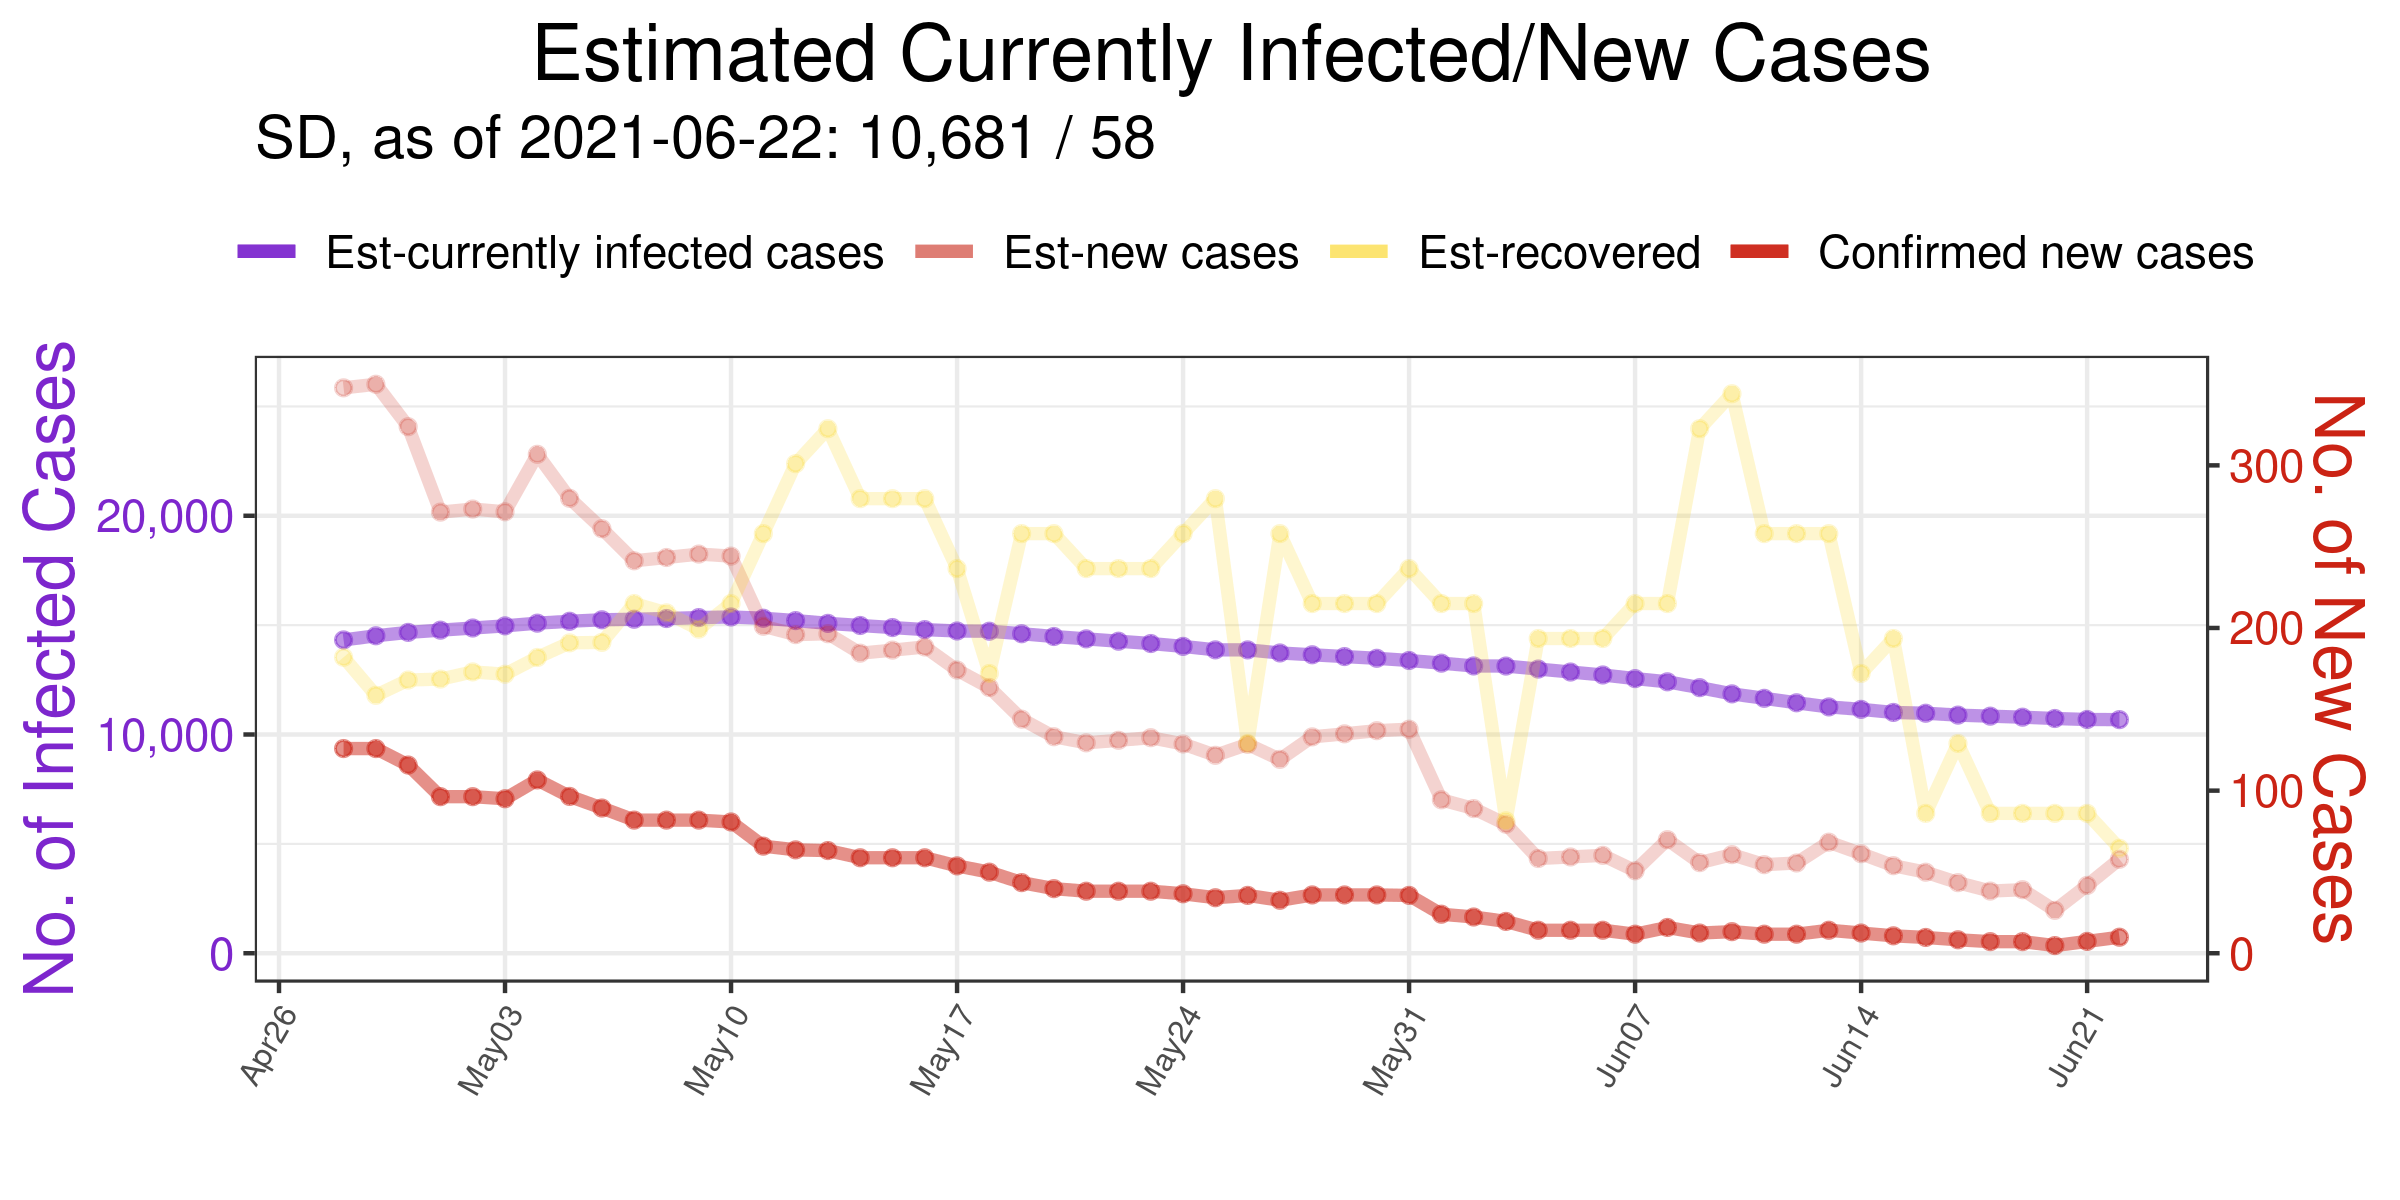 Estimated Currently Infected/New Cases
SD, as of 2021-06-22: 10,681 / 58
Est-currently infected cases Est-new cases Est-recovered Confirmed new cases
No. of Infected Cases
20,000
10,000
0
300
200
100
0
No. of New Cases
Apr26 May03 May10 May17 May24 May31 Jun07 Jun14 Jun21